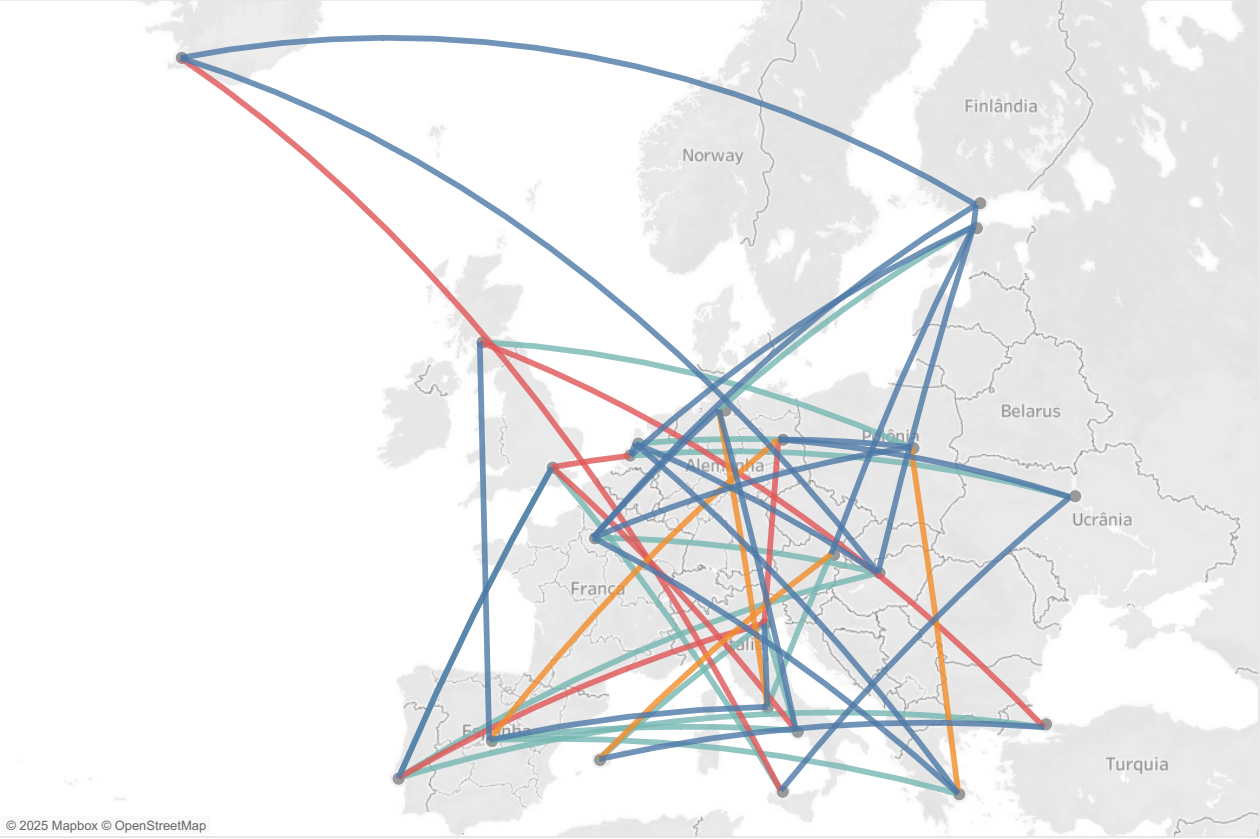 Finlândia
Norway
Belarus
Polônia
Alemanha
Ucrânia
França
Itália
Espanha
Turquia
© 2025 Mapbox © OpenStreetMap